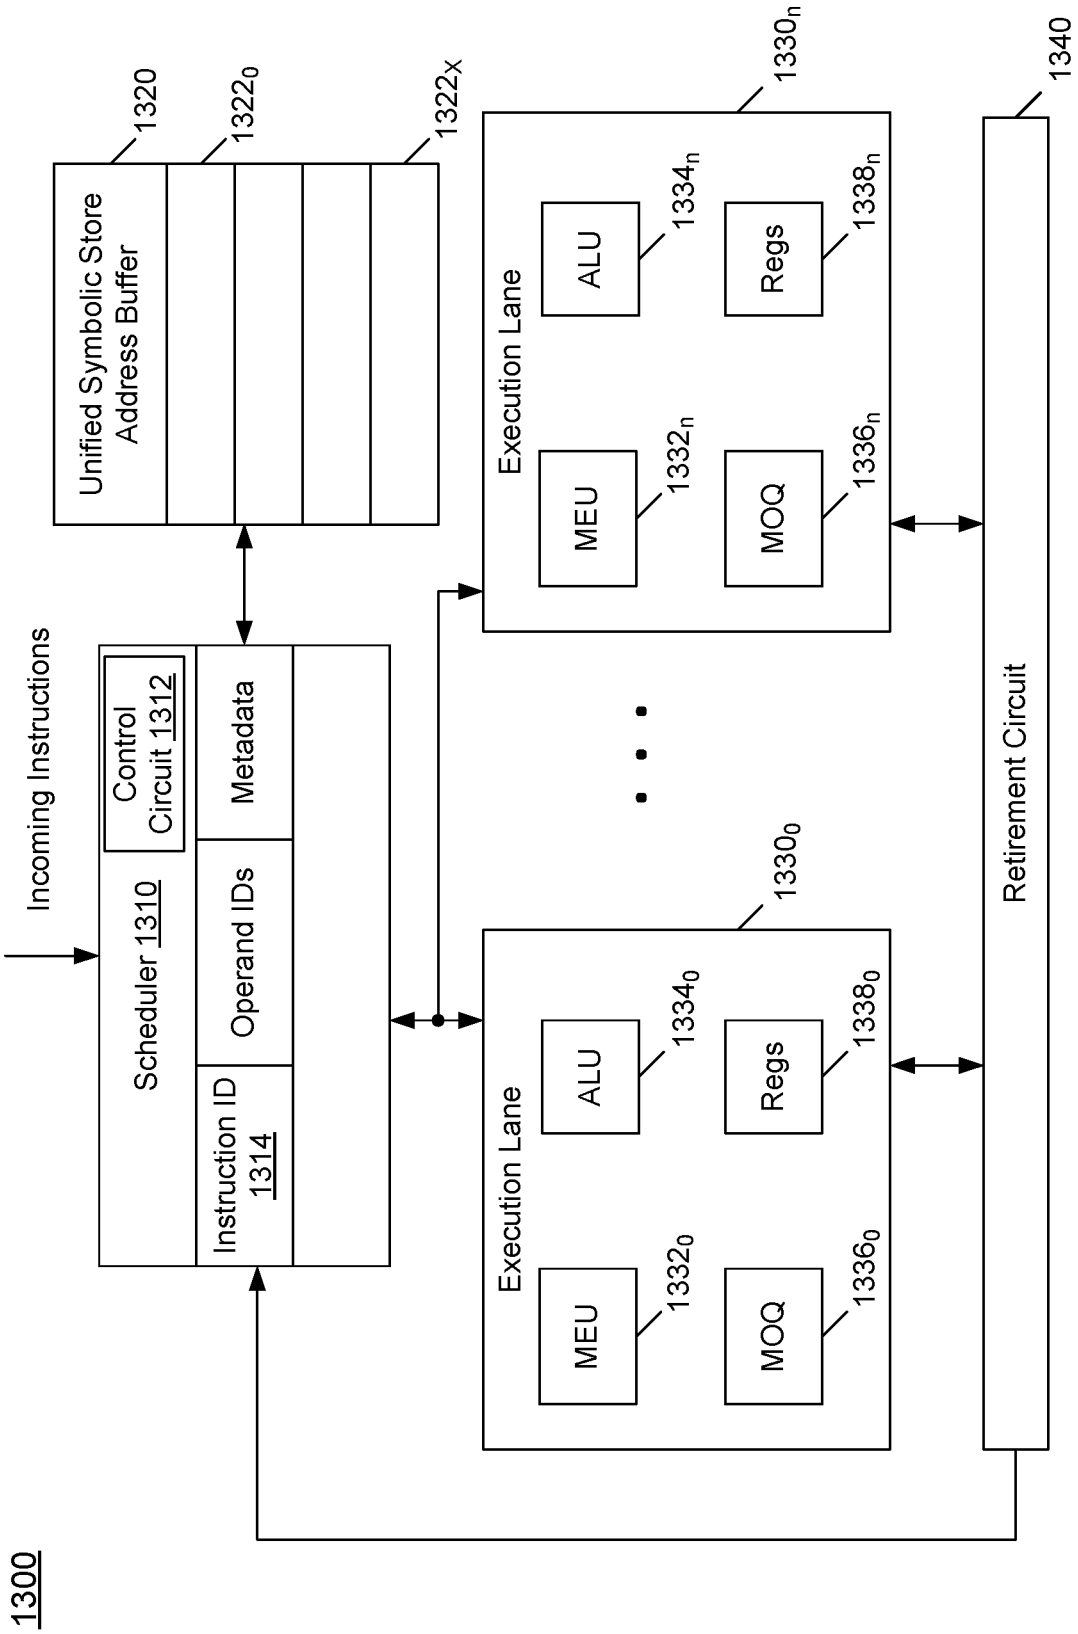 1300
Incoming Instructions
Scheduler 1310
Control
Circuit 1312
Instruction ID
1314
Operand IDs
Metadata
Unified Symbolic Store
Address Buffer
1320
1322₀
1322ₓ
Execution Lane
MEU
1332₀
ALU
1334₀
MOQ
1336₀
Regs
1338₀
1330₀
Execution Lane
MEU
1332ₙ
ALU
1334ₙ
MOQ
1336ₙ
Regs
1338ₙ
1330ₙ
Retirement Circuit
1340